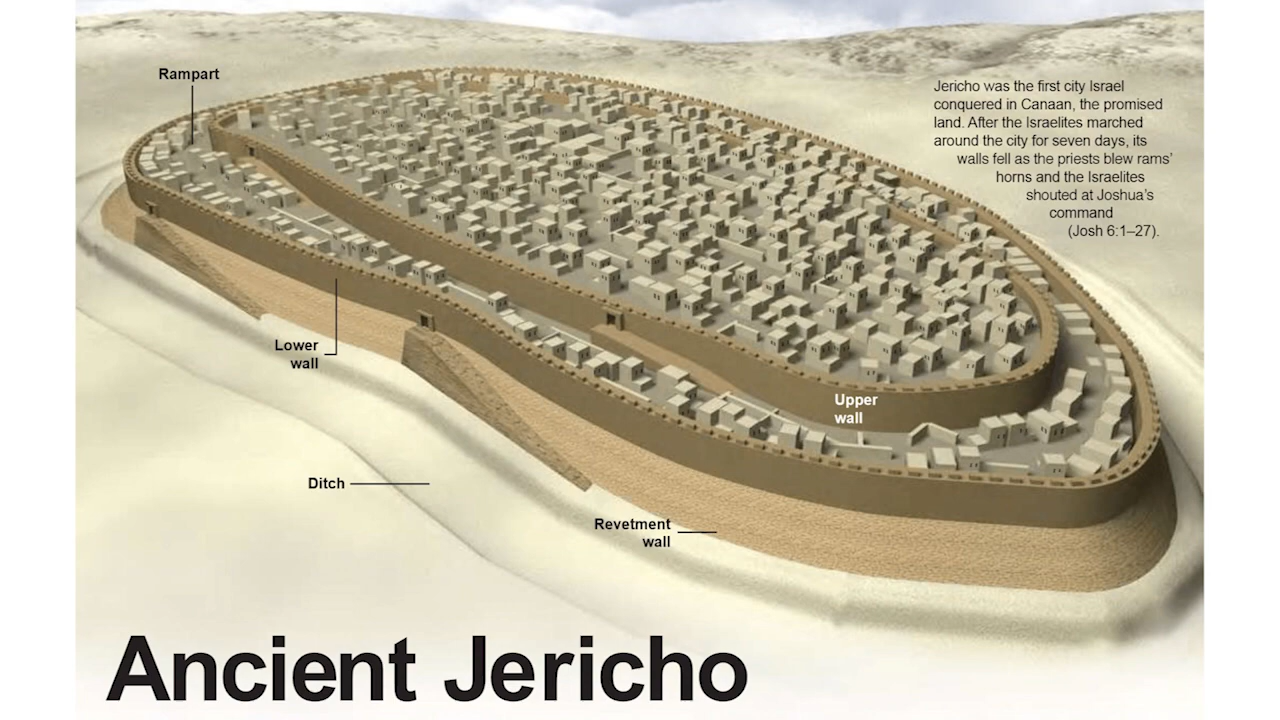 Rampart
Jericho was the first city Israel
conquered in Canaan, the promised
land. After the Israelites marched
around the city for seven days, its
walls fell as the priests blew rams’
horns and the Israelites
shouted at Joshua’s
command
(Josh 6:1–27).
Lower
wall
Upper
wall
Ditch
Revetment
wall
Ancient Jericho